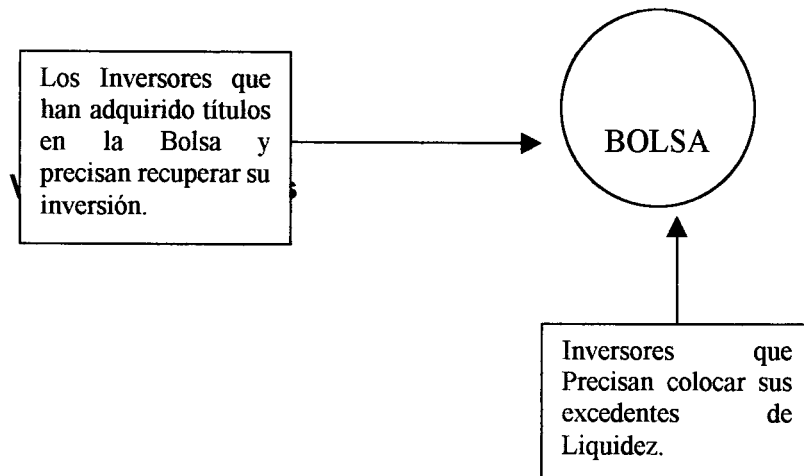 Los Inversores que
han adquirido títulos
en la Bolsa y
precisan recuperar su
inversión.
BOLSA
Inversores que
Precisan colocar sus
excedentes de
Liquidez.